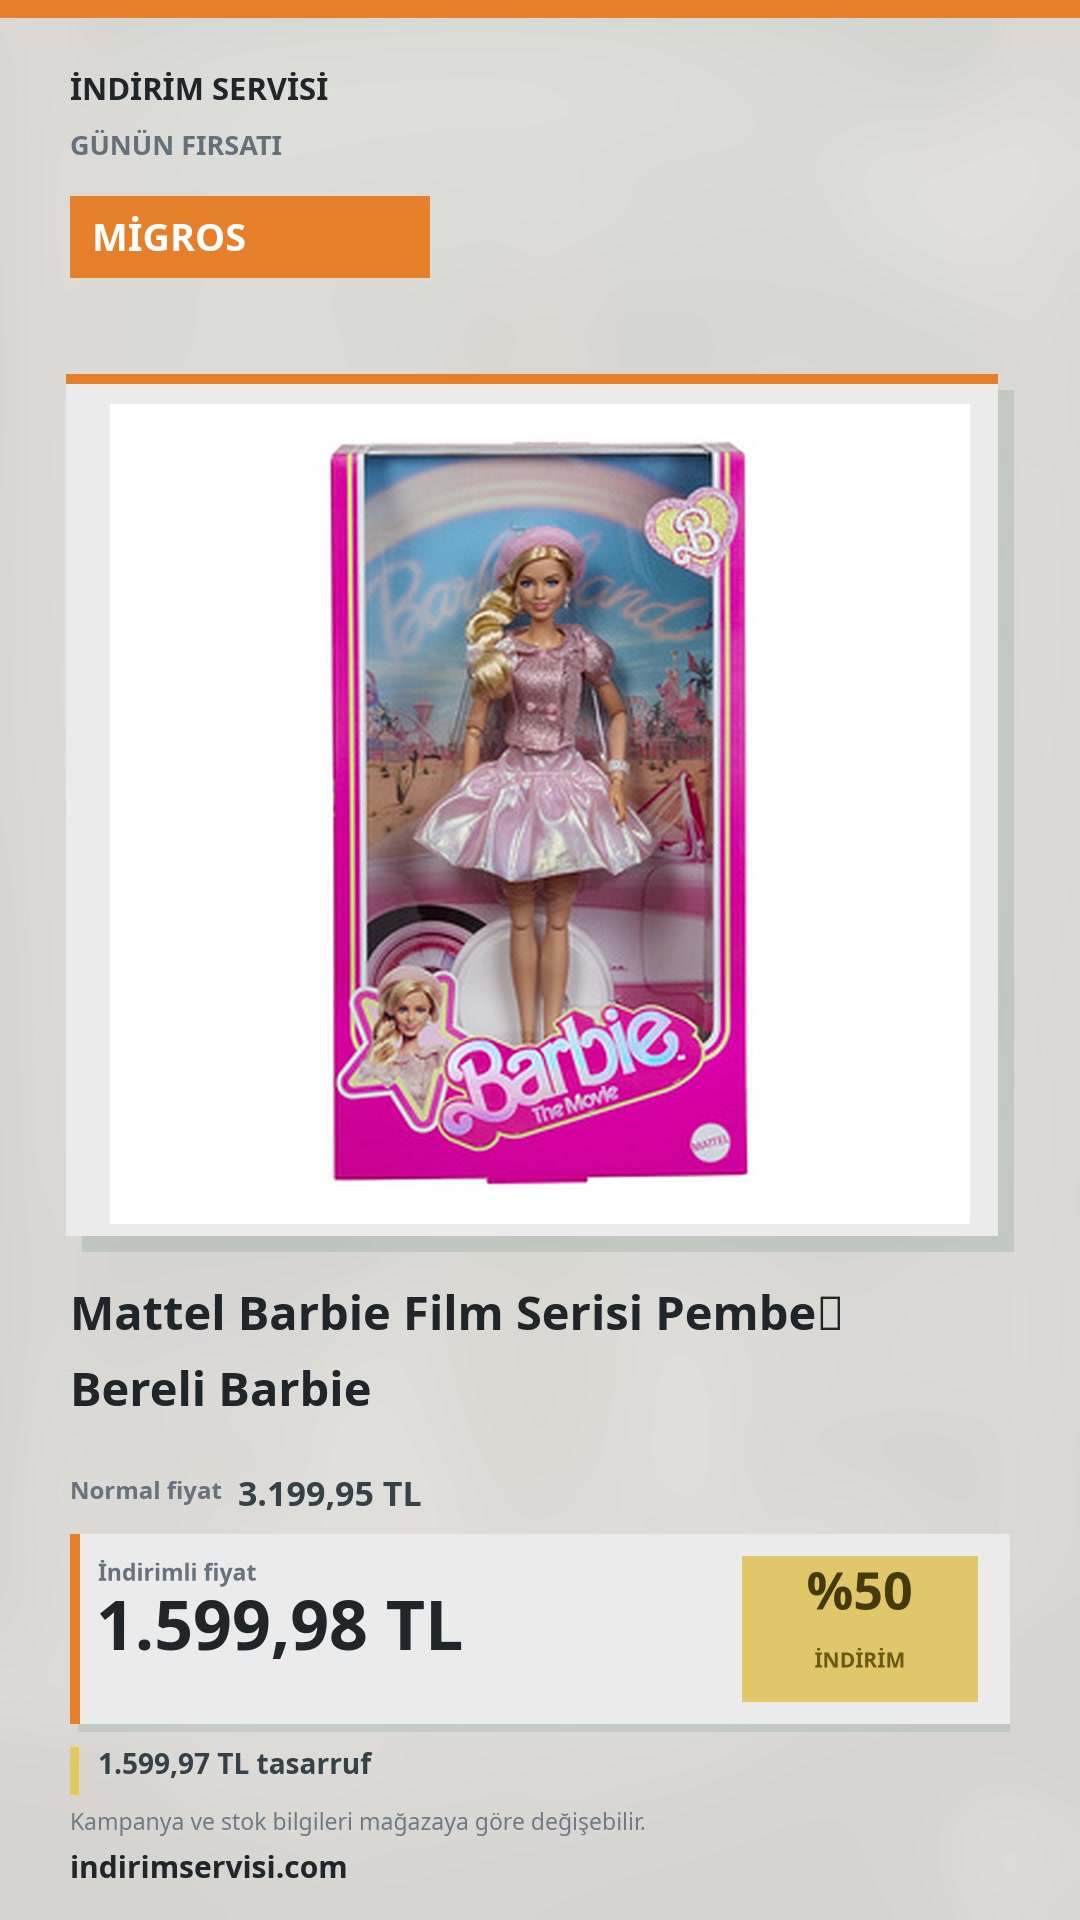 İNDİRİM SERVİSİ
GÜNÜN FIRSATI
MİGROS
B
Barbie
The Movie
MATTEL
Mattel Barbie Film Serisi Pembe
Bereli Barbie
Normal fiyat 3.199,95 TL
İndirimli fiyat
1.599,98 TL
%50
İNDİRİM
1.599,97 TL tasarruf
Kampanya ve stok bilgileri mağazaya göre değişebilir.
indirimservisi.com